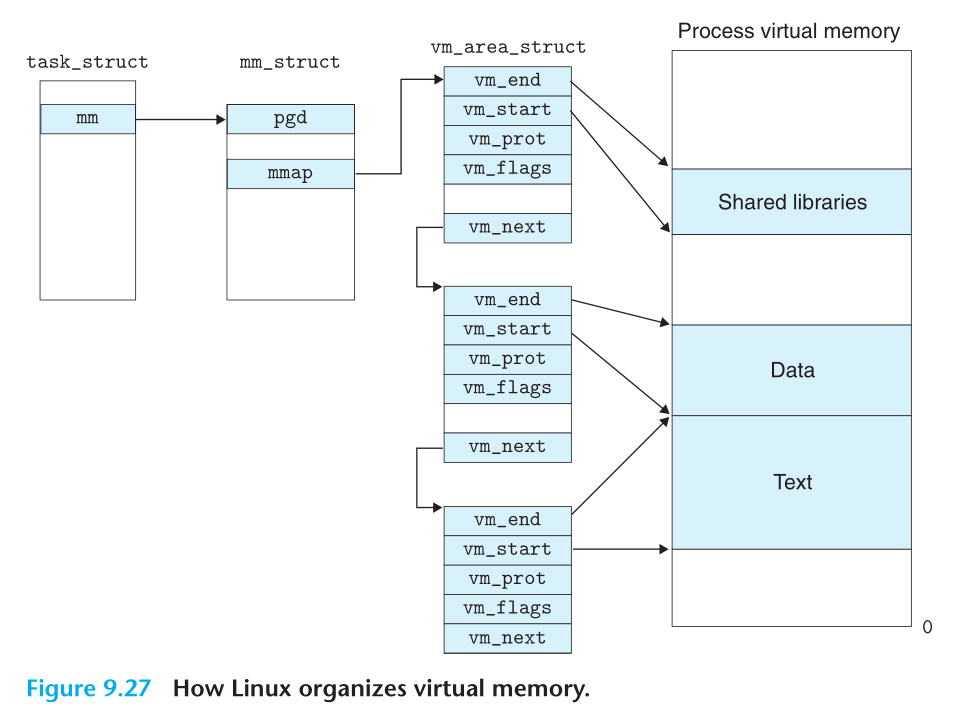 Process virtual memory
vm_area_struct
task_struct
mm_struct
mm
pgd
mmap
vm_end
vm_start
vm_prot
vm_flags
vm_next
vm_end
vm_start
vm_prot
vm_flags
vm_next
vm_end
vm_start
vm_prot
vm_flags
vm_next
Shared libraries
Data
Text
0
Figure 9.27 How Linux organizes virtual memory.